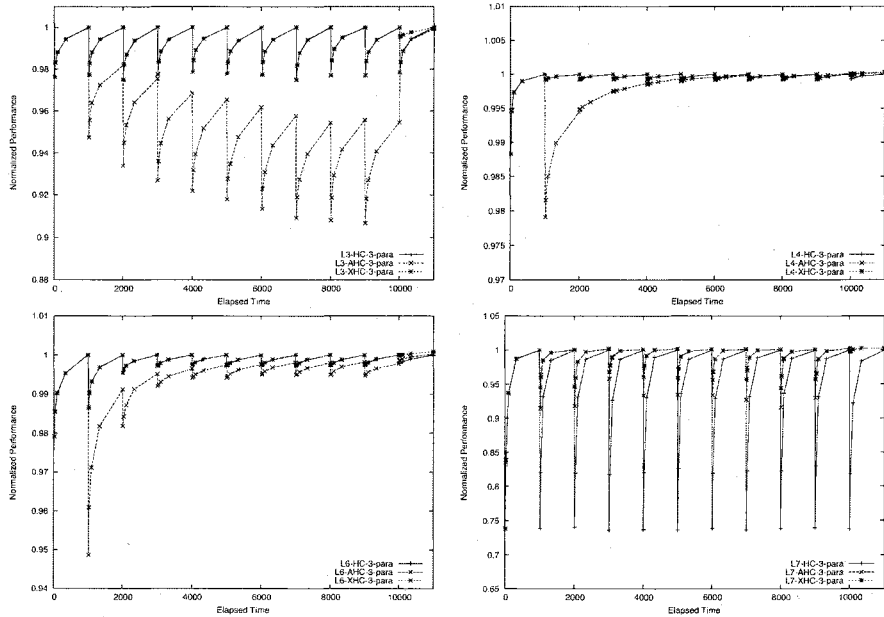 1
0.98
0.96
0.94
0.92
0.9
0.88
Normalized Performance
0 2000 4000 6000 8000 10000
Elapsed Time
L3-HC-3-para
L3-AHC-3-para
L3-XHC-3-para
1.01
1.005
1
0.995
0.99
0.985
0.98
0.975
0.97
Normalized Performance
0 2000 4000 6000 8000 10000
Elapsed Time
L4-HC-3-para
L4-AHC-3-para
L4-XHC-3-para
1.01
1
0.99
0.98
0.97
0.96
0.95
0.94
Normalized Performance
0 2000 4000 6000 8000 10000
Elapsed Time
L6-HC-3-para
L6-AHC-3-para
L6-XHC-3-para
1.05
1
0.95
0.9
0.85
0.8
0.75
0.7
0.65
Normalized Performance
0 2000 4000 6000 8000 10000
Elapsed Time
L7-HC-3-para
L7-AHC-3-para
L7-XHC-3-para